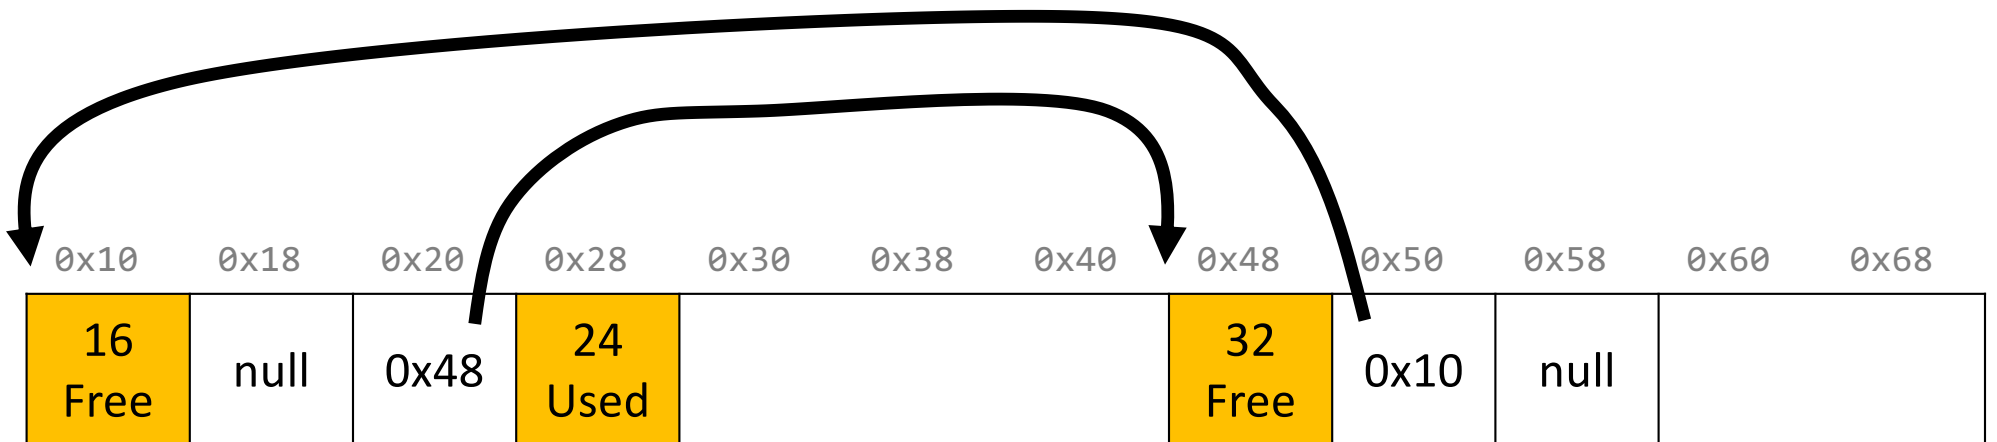 0x10 0x18 0x20 0x28 0x30 0x38 0x40 0x48 0x50 0x58 0x60 0x68
16 24 32
null 0x48 0x10 null
Free Used Free